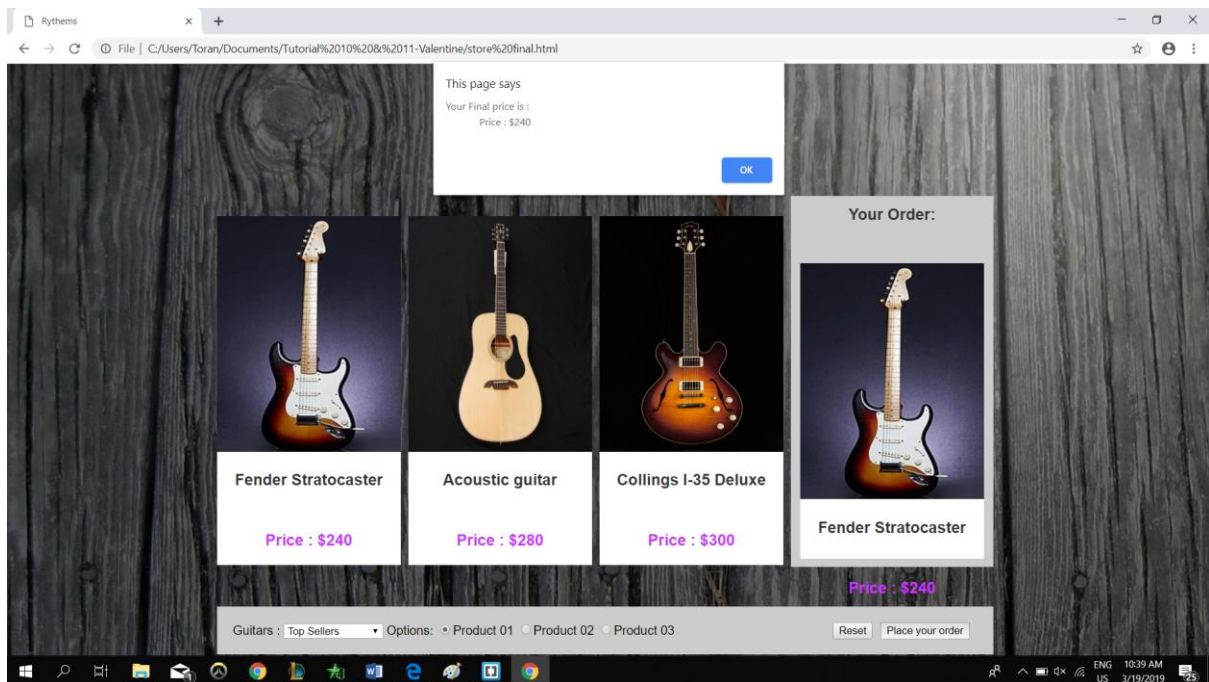 Rythems
File | C:/Users/Toran/Documents/Tutorial%2010%20&%2011-Valentine/store%20final.html
This page says
Your Final price is :
Price : $240
OK
Your Order:
Fender Stratocaster
Acoustic guitar
Collings I-35 Deluxe
Fender Stratocaster
Price : $240
Price : $280
Price : $300
Price : $240
Guitars : Top Sellers Options: Product 01 Product 02 Product 03 Reset Place your order
ENG 10:39 AM
US 3/19/2019 25